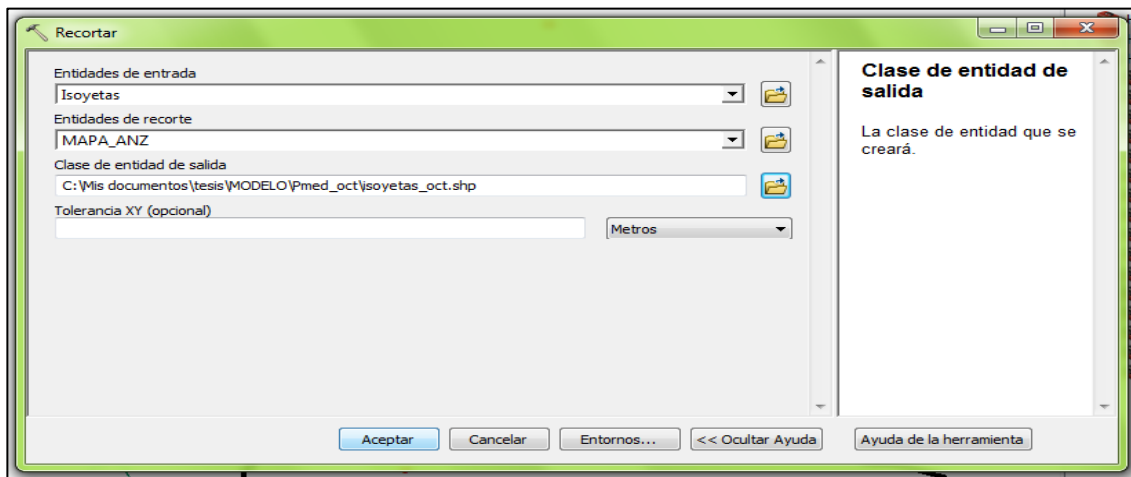 Recortar
Entidades de entrada
Isoyetas
Entidades de recorte
MAPA_ANZ
Clase de entidad de salida
C:\Mis documentos\tesis\MODELO\Pmed_oct\isoyetas_oct.shp
Tolerancia XY (opcional)
Metros
Clase de entidad de
salida
La clase de entidad que se
creará.
Aceptar
Cancelar
Entornos...
<< Ocultar Ayuda
Ayuda de la herramienta